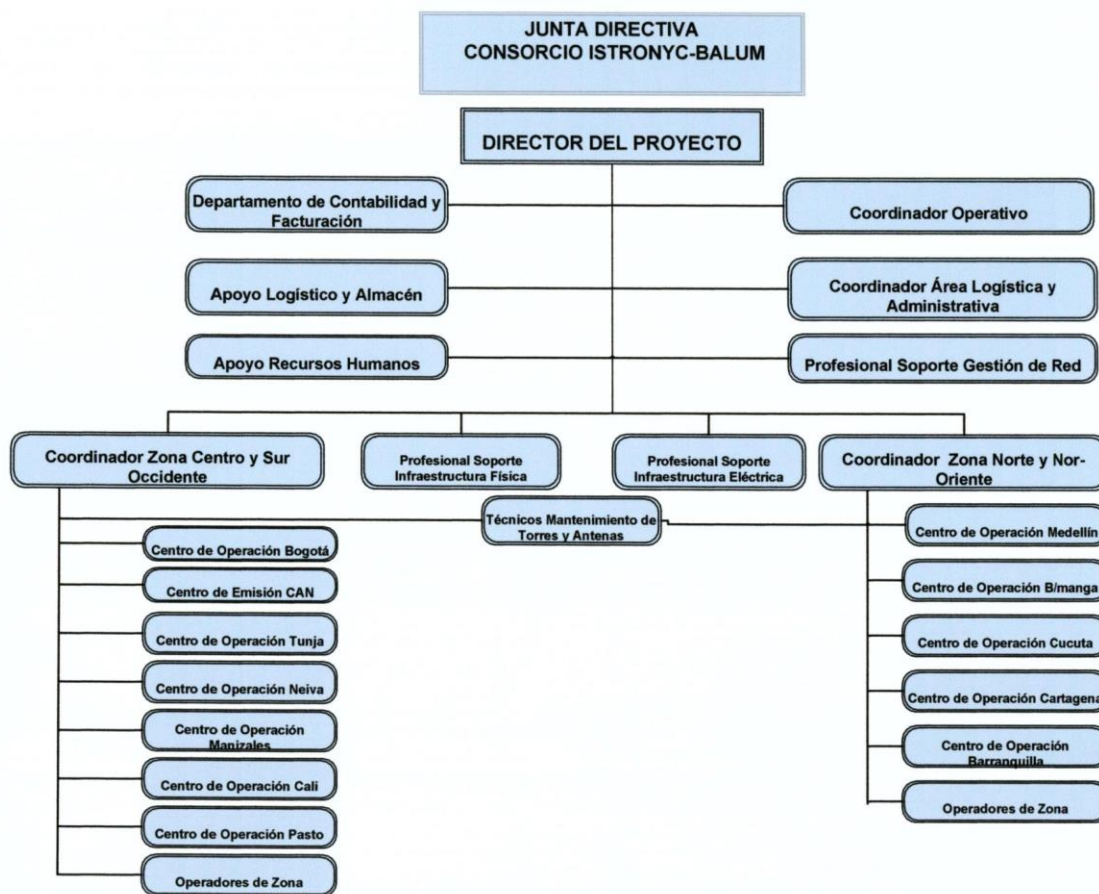 JUNTA DIRECTIVA
CONSORCIO ISTRONYC-BALUM
DIRECTOR DEL PROYECTO
Departamento de Contabilidad y
Facturación
Coordinador Operativo
Apoyo Logístico y Almacén
Coordinador Área Logística y
Administrativa
Apoyo Recursos Humanos
Profesional Soporte Gestión de Red
Coordinador Zona Centro y Sur
Occidente
Profesional Soporte
Infraestructura Física
Profesional Soporte
Infraestructura Eléctrica
Coordinador Zona Norte y Nor-
Oriente
Técnicos Mantenimiento de
Torres y Antenas
Centro de Operación Bogotá
Centro de Emisión CAN
Centro de Operación Tunja
Centro de Operación Neiva
Centro de Operación
Manizales
Centro de Operación Cali
Centro de Operación Pasto
Operadores de Zona
Centro de Operación Medellín
Centro de Operación B/manga
Centro de Operación Cucuta
Centro de Operación Cartagena
Centro de Operación
Barranquilla
Operadores de Zona